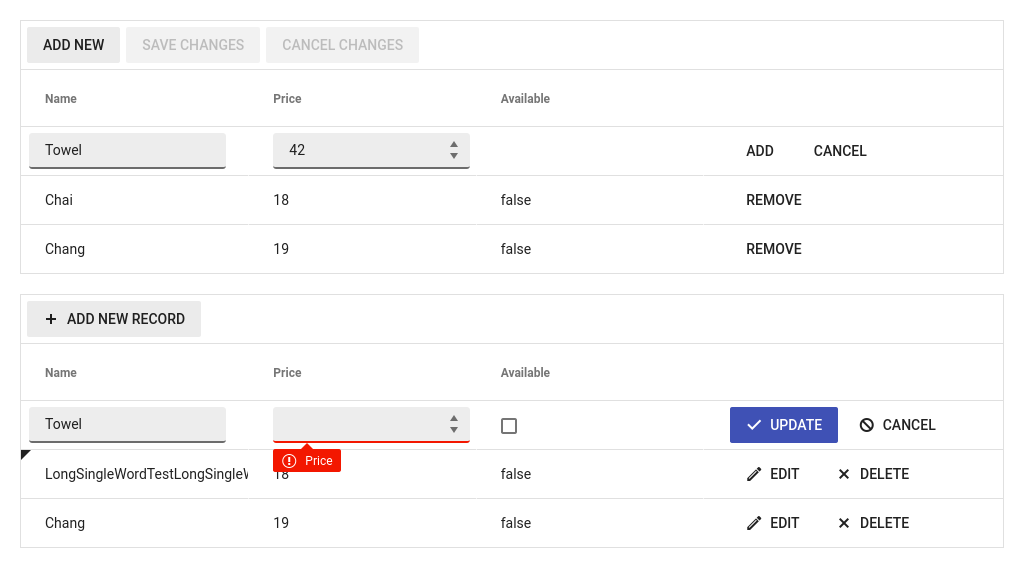 ADD NEW SAVE CHANGES CANCEL CHANGES
Name Price Available
Towel 42 ADD CANCEL
Chai 18 false REMOVE
Chang 19 false REMOVE
ADD NEW RECORD
Name Price Available
Towel UPDATE CANCEL
Price
LongSingleWordTestLongSingle 18 false EDIT DELETE
Chang 19 false EDIT DELETE